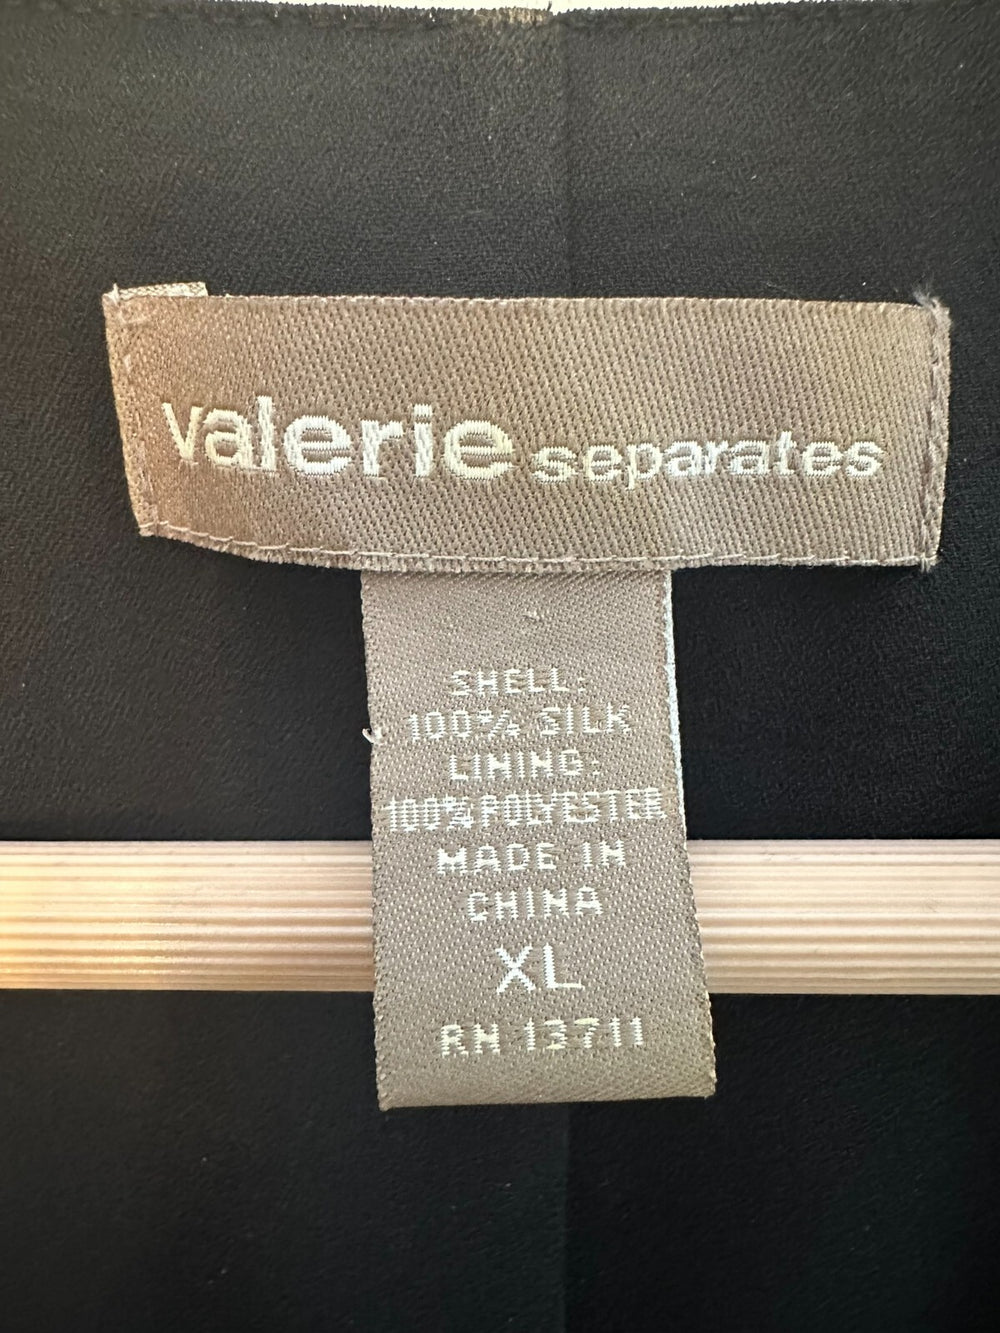 valerie separates
SHELL:
100% SILK
LINING:
100% POLYESTER
MADE IN
CHINA
XL
RN 13711